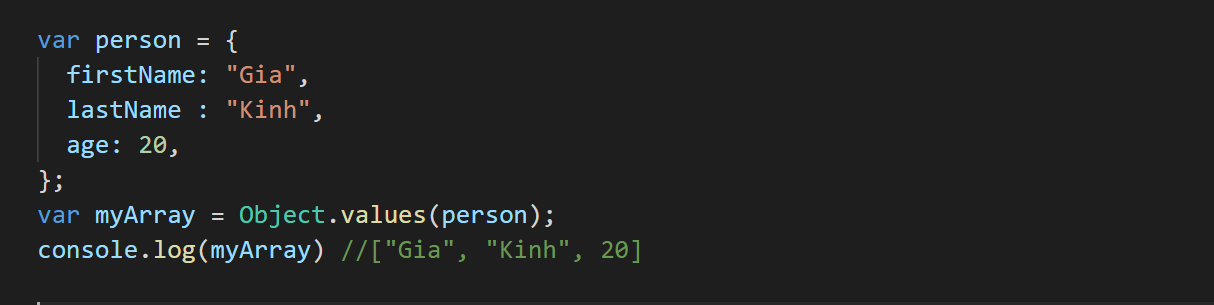 var person = {
firstName: "Gia",
lastName : "Kinh",
age: 20,
};
var myArray = Object.values(person);
console.log(myArray) //["Gia", "Kinh", 20]